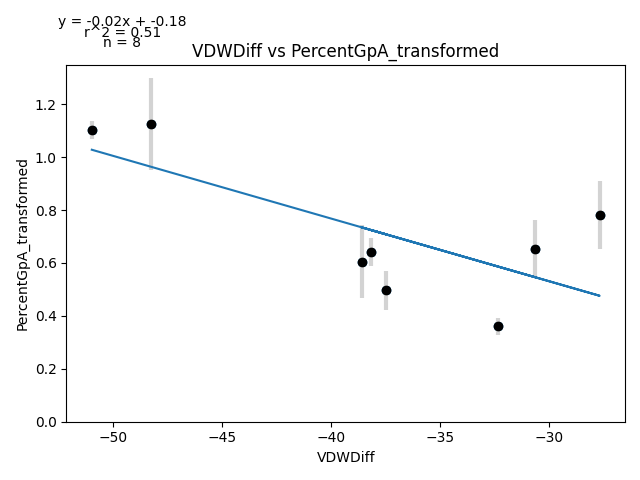 y = -0.02x + -0.18
r^2 = 0.51
n = 8
VDWDiff vs PercentGpA_transformed
PercentGpA_transformed
1.2
1.0
0.8
0.6
0.4
0.2
0.0
−50
−45
−40
−35
−30
VDWDiff